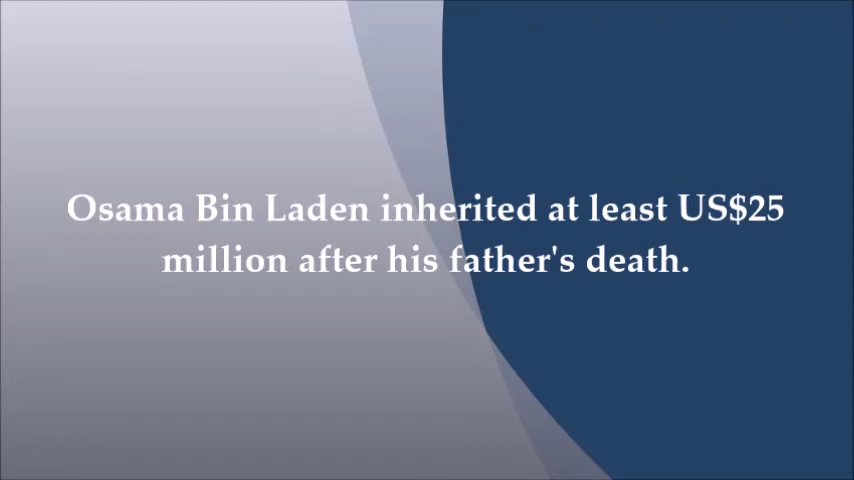 Osama Bin Laden inherited at least US$25
million after his father's death.